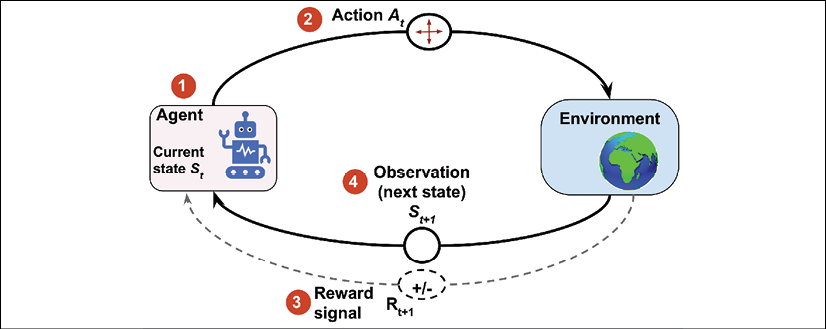 2
Action At
1
Agent
Current
state St
Environment
4
Observation
(next state)
St+1
3
Reward
signal
+/-
Rt+1